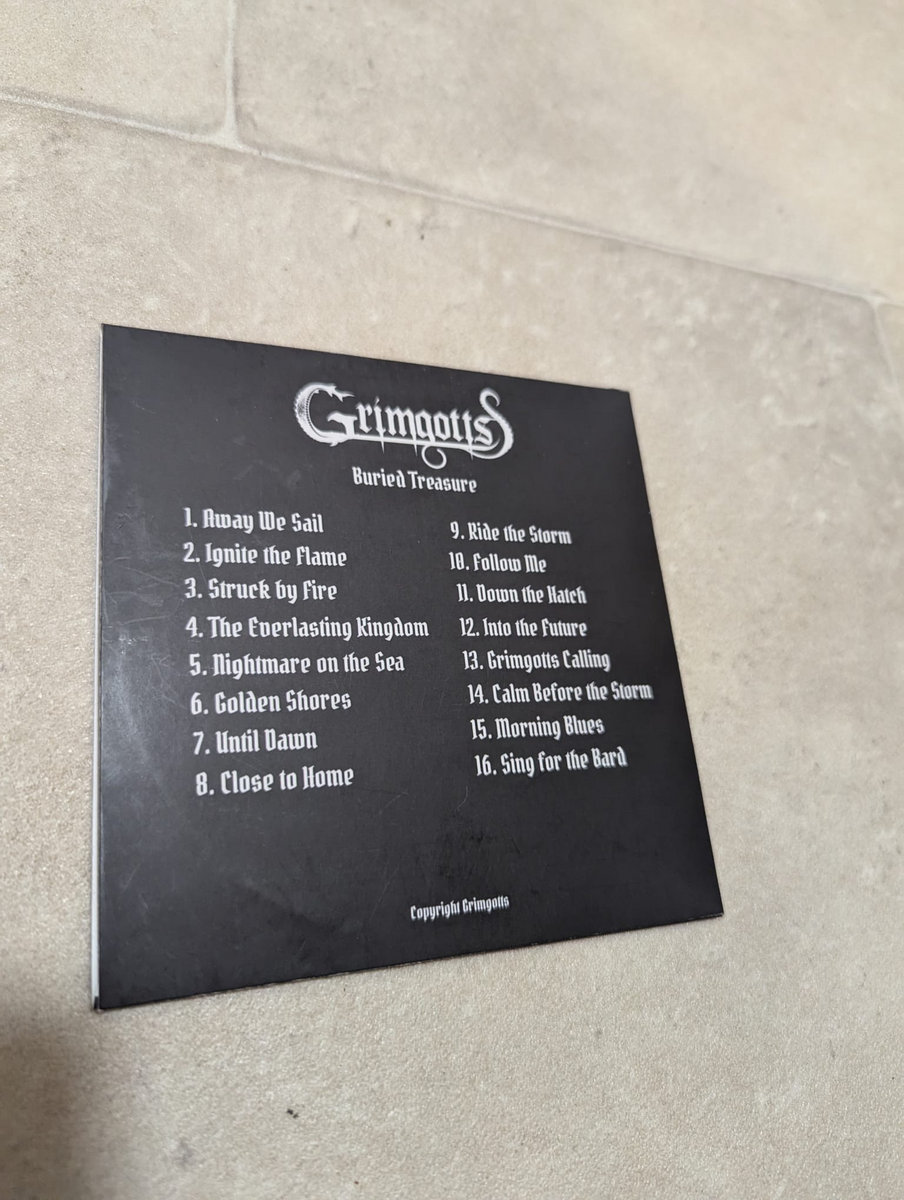 Grimgotts
Buried Treasure
1. Away We Sail
2. Ignite the Flame
3. Struck by Fire
4. The Everlasting Kingdom
5. Nightmare on the Sea
6. Golden Shores
7. Until Dawn
8. Close to Home
9. Ride the Storm
10. Follow Me
11. Down the Hatch
12. Into the Future
13. Grimgotts Calling
14. Calm Before the Storm
15. Morning Blues
16. Sing for the Bard
Copyright Grimgotts